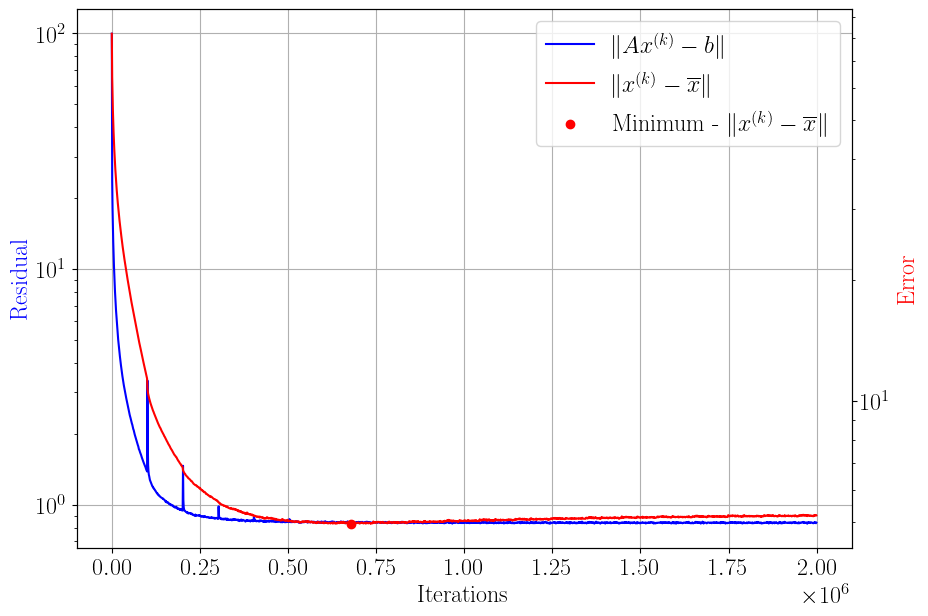 ‖Ax⁽ᵏ⁾ − b‖
‖x⁽ᵏ⁾ − x̅‖
Minimum - ‖x⁽ᵏ⁾ − x̅‖
10²
10¹
10⁰
Residual
10¹
Error
0.00 0.25 0.50 0.75 1.00 1.25 1.50 1.75 2.00
Iterations
×10⁶